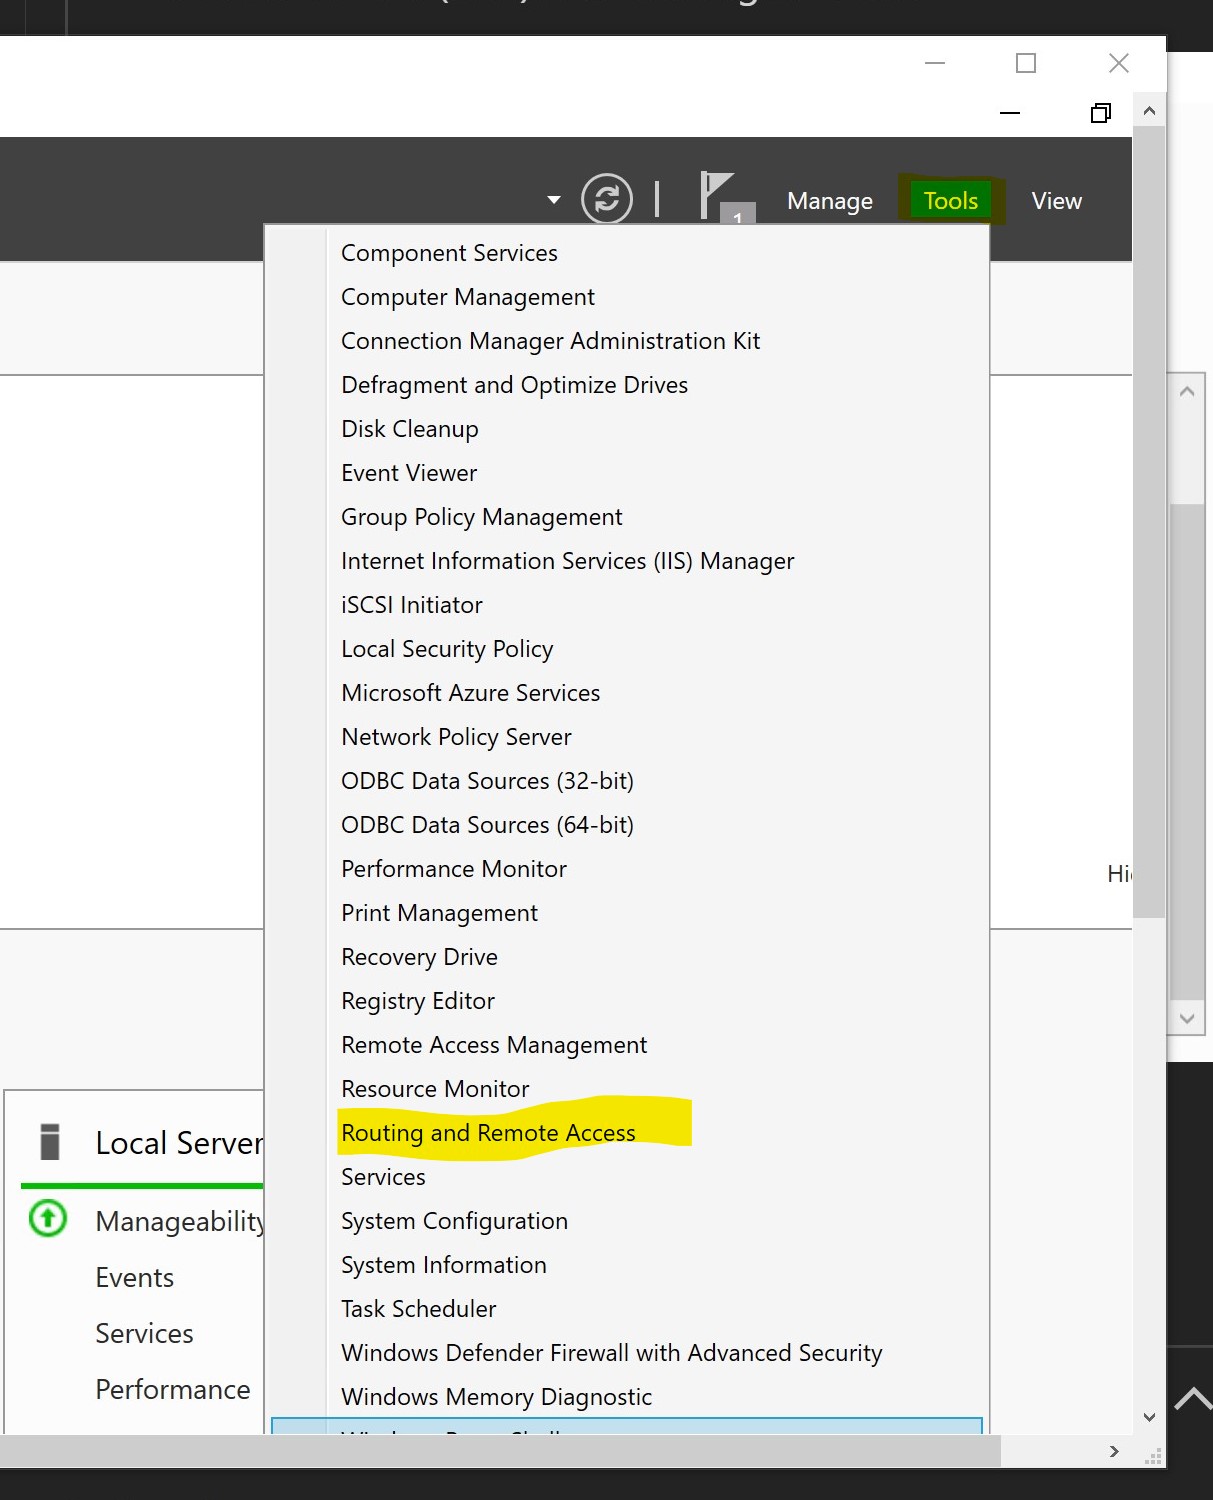 Manage Tools View
1
Component Services
Computer Management
Connection Manager Administration Kit
Defragment and Optimize Drives
Disk Cleanup
Event Viewer
Group Policy Management
Internet Information Services (IIS) Manager
iSCSI Initiator
Local Security Policy
Microsoft Azure Services
Network Policy Server
ODBC Data Sources (32-bit)
ODBC Data Sources (64-bit)
Performance Monitor
Print Management
Recovery Drive
Registry Editor
Remote Access Management
Resource Monitor
Routing and Remote Access
Services
System Configuration
System Information
Task Scheduler
Windows Defender Firewall with Advanced Security
Windows Memory Diagnostic
Local Server
Manageability
Events
Services
Performance